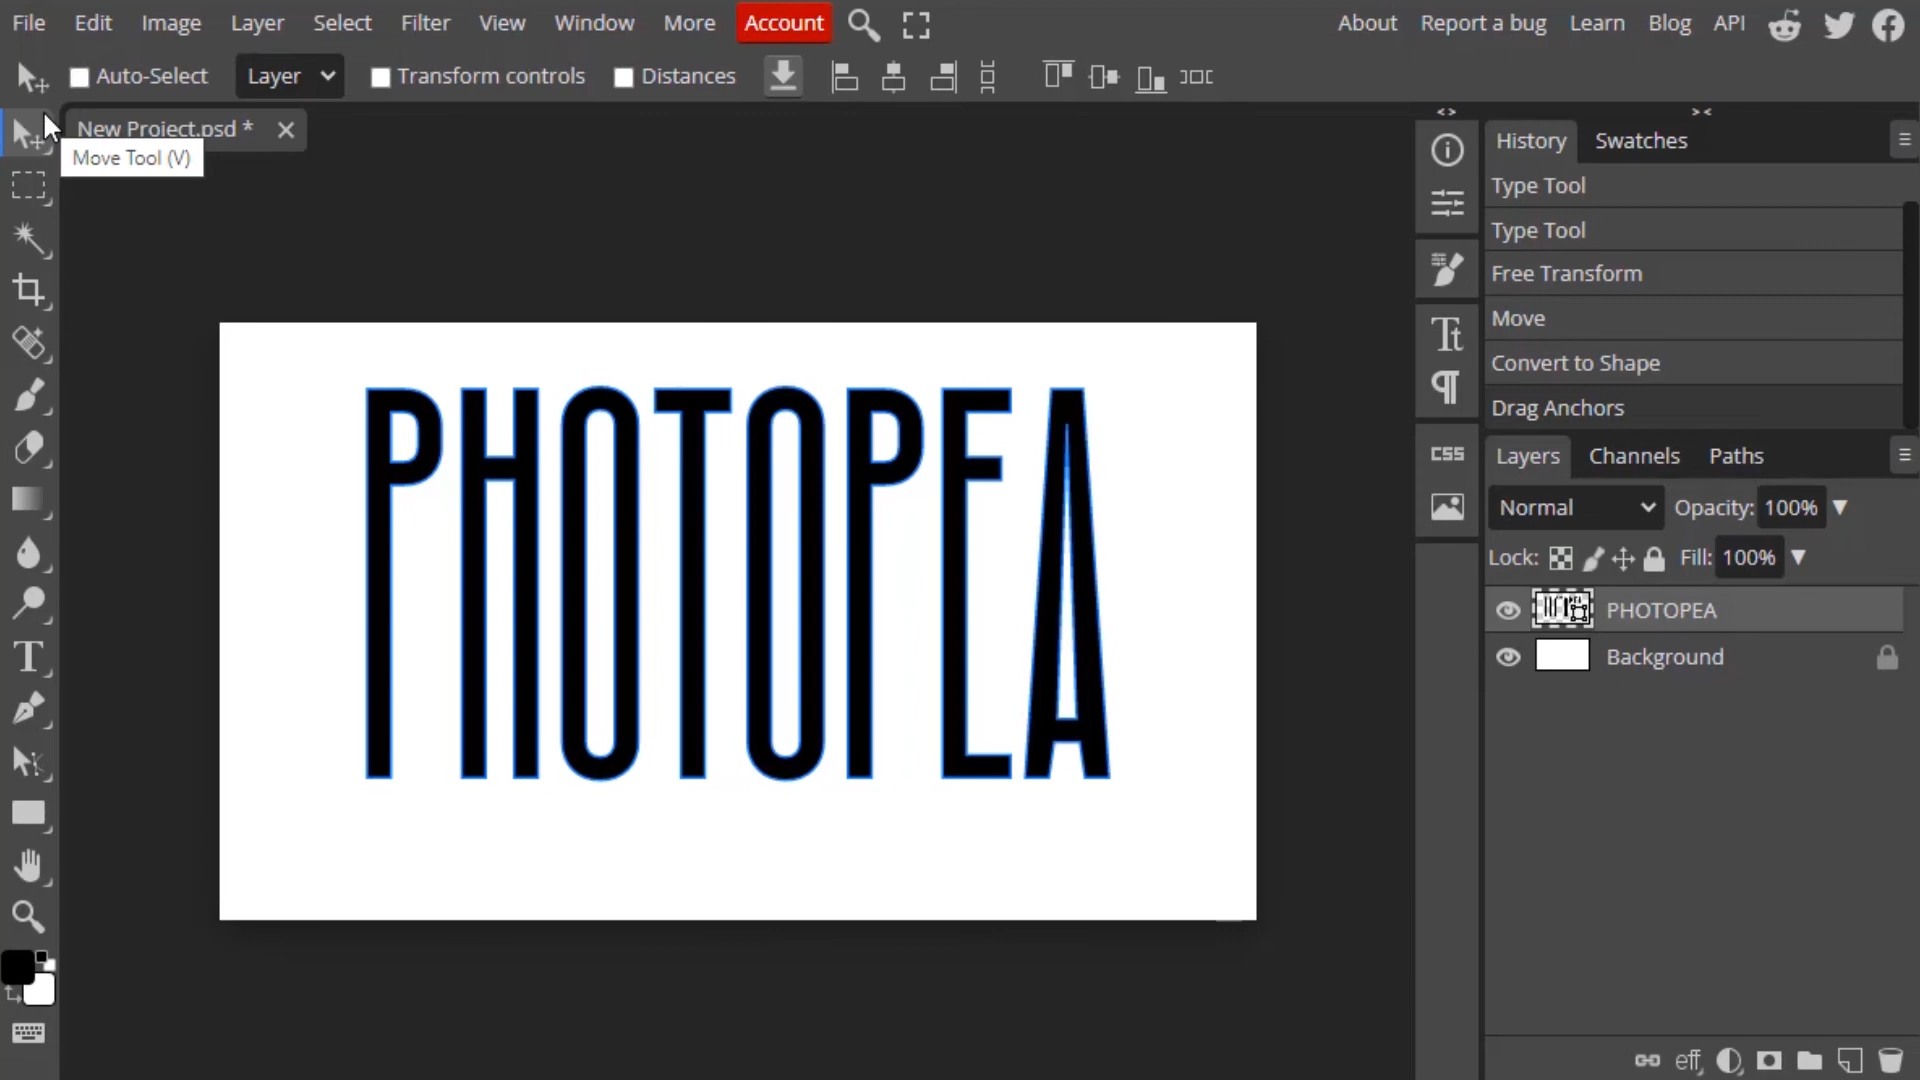 File Edit Image Layer Select Filter View Window More Account About Report a bug Learn Blog API
Auto-Select Layer Transform controls Distances
New Project.psd *
Move Tool (V)
PHOTOPEA
CSS
History Swatches
Type Tool
Type Tool
Free Transform
Move
Convert to Shape
Drag Anchors
Layers Channels Paths
Normal Opacity: 100%
Lock: Fill: 100%
PHOTOPEA
Background
eff